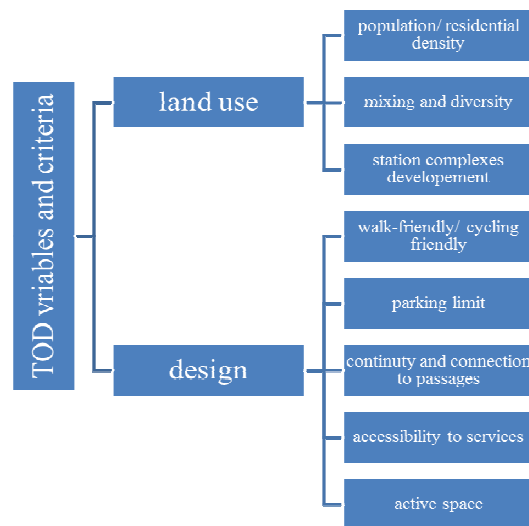 TOD vriables and criteria
land use
population/ residential
density
mixing and diversity
station complexes
developement
design
walk-friendly/ cycling
friendly
parking limit
continuity and connection
to passages
accessibility to services
active space